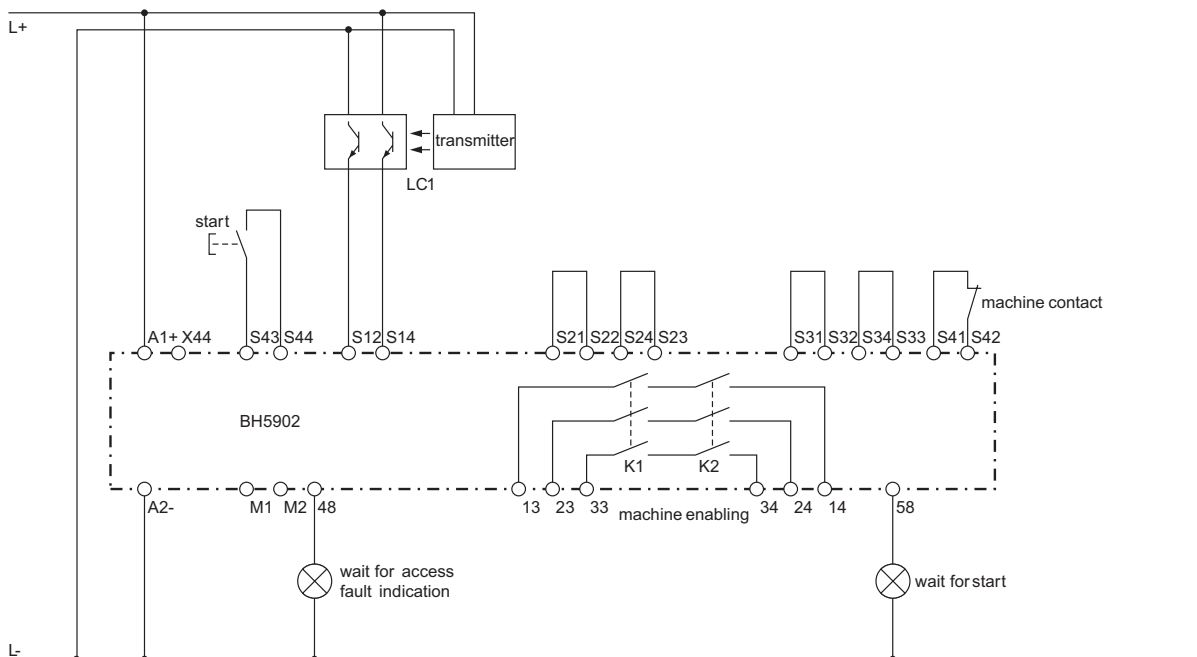 L+
transmitter
LC1
start
machine contact
A1+ X44 S43 S44 S12 S14 S21 S22 S24 S23 S31 S32 S34 S33 S41 S42
BH5902
K1 K2
A2- M1 M2 48 13 23 33 machine enabling 34 24 14 58
wait for access
fault indication
wait for start
L-